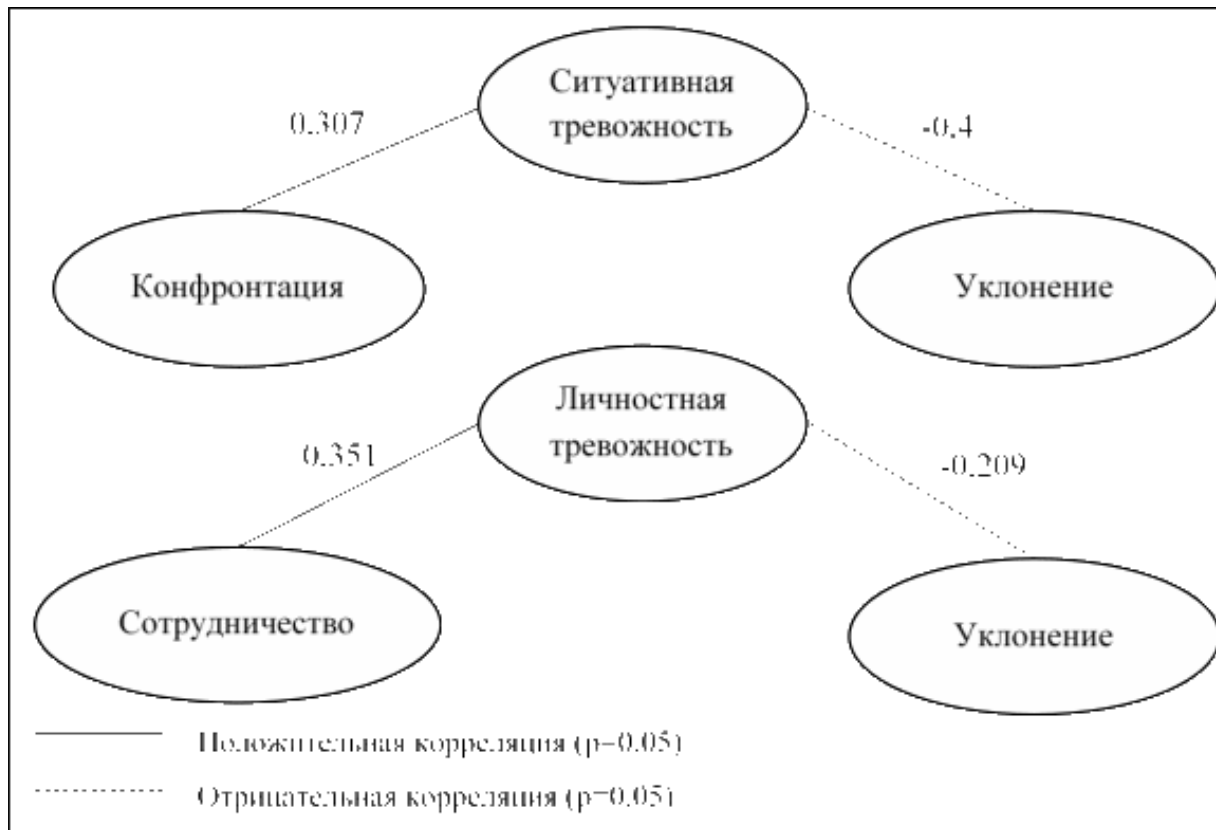 Ситуативная
тревожность
0.307
-0.4
Конфронтация
Уклонение
Личностная
тревожность
0.351
-0.209
Сотрудничество
Уклонение
Положительная корреляция (p=0.05)
Отрицательная корреляция (p=0.05)